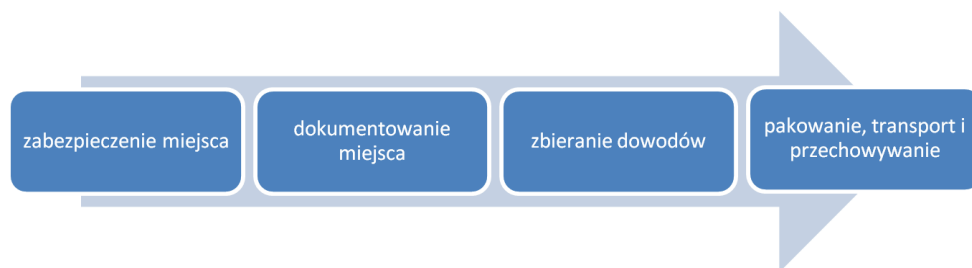 zabezpieczenie miejsca
dokumentowanie
miejsca
zbieranie dowodów
pakowanie, transport i
przechowywanie